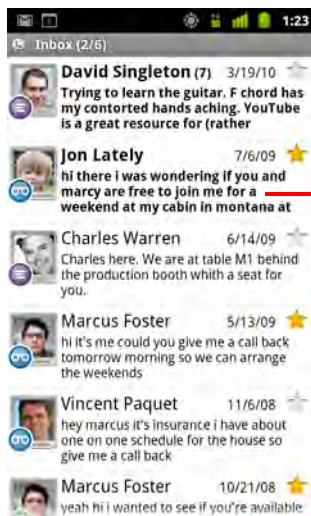 1:23
Inbox (2/6)
David Singleton (7) 3/19/10
Trying to learn the guitar. F chord has
my contorted hands aching. YouTube
is a great resource for (rather
Jon Lately 7/6/09
hi there i was wondering if you and
marcy are free to join me for a
weekend at my cabin in montana at
Charles Warren 6/14/09
Charles here. We are at table M1 behind
the production booth whith a seat for
you.
Marcus Foster 5/13/09
hi it's me could you give me a call back
tomorrow morning so we can arrange
the weekends
Vincent Paquet 11/6/08
hey marcus it's insurance i have about
one on one schedule for the house so
give me a call back
Marcus Foster 10/21/08
yeah hi i wanted to see if you're available